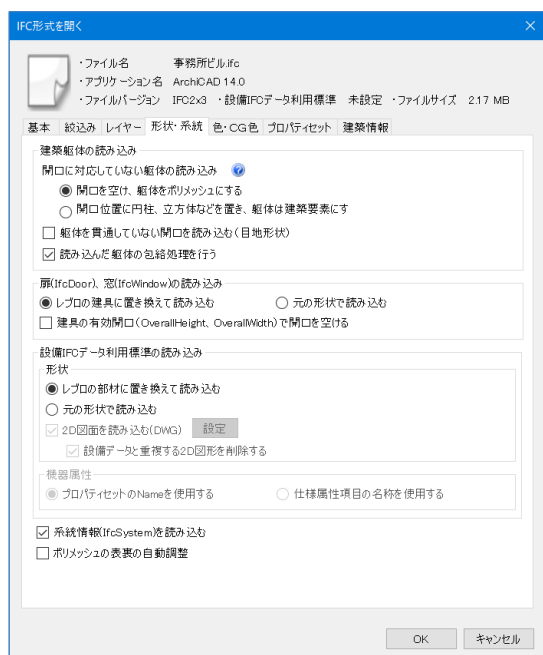 IFC形式を開く
・ファイル名 事務所ビル.ifc
・アプリケーション名 ArchiCAD 14.0
・ファイルバージョン IFC2x3 ・設備IFCデータ利用標準 未設定 ・ファイルサイズ 2.17 MB
基本 絞込み レイヤー 形状・系統 色・CG色 プロパティセット 建築情報
建築躯体の読み込み
開口に対応していない躯体の読み込み ?
開口を空け、躯体をポリメッシュにする
開口位置に円柱、立方体などを置き、躯体は建築要素にす
躯体を貫通していない開口を読み込む(目地形状)
読み込んだ躯体の包絡処理を行う
扉(IfcDoor)、窓(IfcWindow)の読み込み
レブロの建具に置き換えて読み込む 元の形状で読み込む
建具の有効開口(OverallHeight、OverallWidth)で開口を空ける
設備IFCデータ利用標準の読み込み
形状
レブロの部材に置き換えて読み込む
元の形状で読み込む
2D図面を読み込む(DWG) 設定
設備データと重複する2D図形を削除する
機器属性
プロパティセットのNameを使用する 仕様属性項目の名称を使用する
系統情報(IfcSystem)を読み込む
ポリメッシュの表裏の自動調整
OK キャンセル